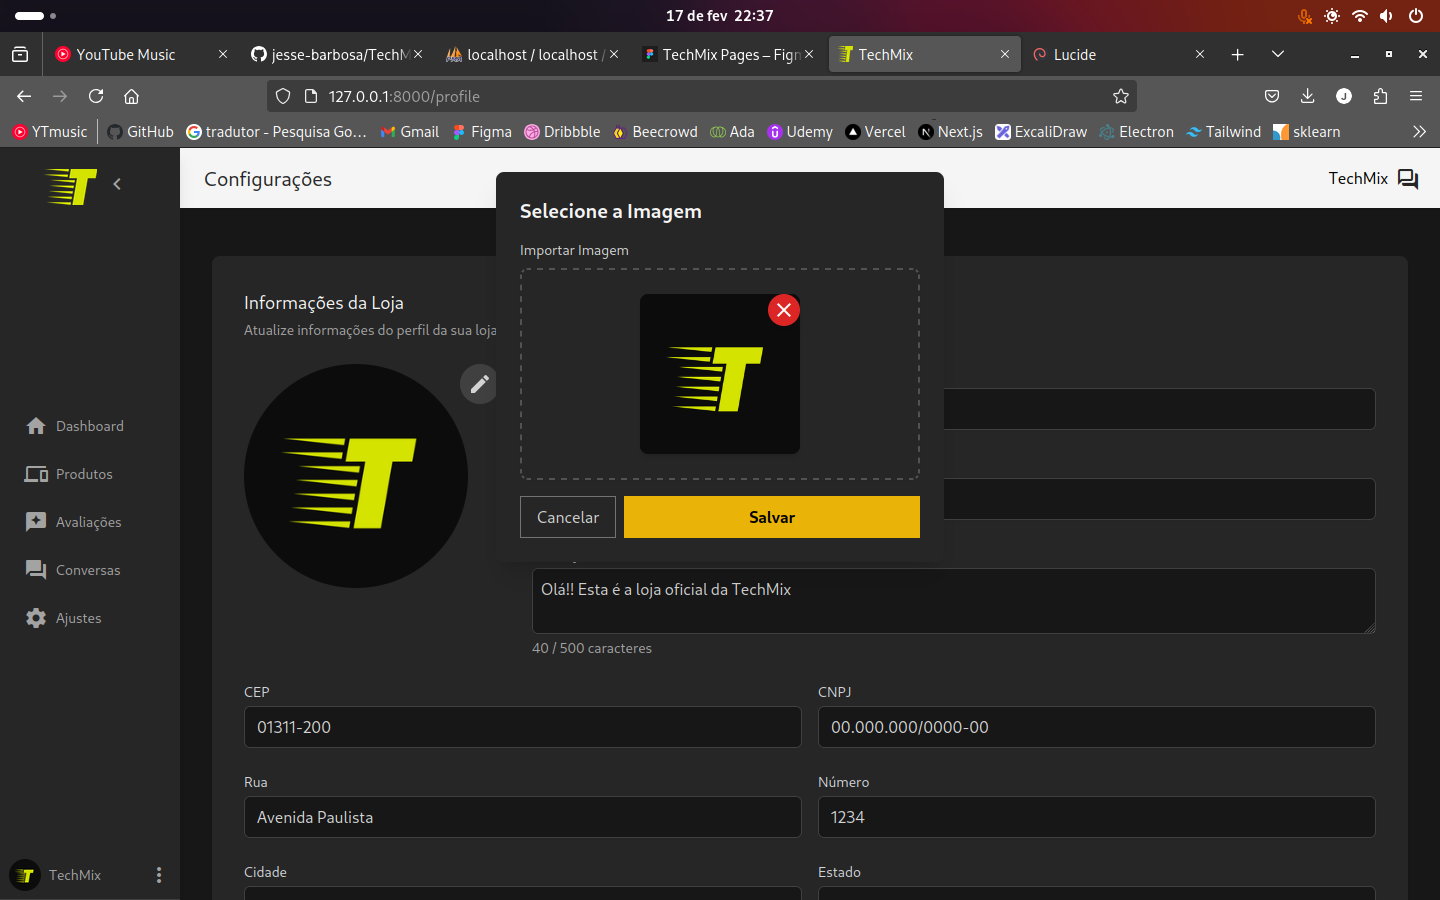 17 de fev 22:37
YouTube Music
jesse-barbosa/TechM
localhost / localhost /
TechMix Pages – Fign
TechMix
Lucide
127.0.0.1:8000/profile
YTmusic
GitHub
tradutor - Pesquisa Go...
Gmail
Figma
Dribbble
Beecrowd
Ada
Udemy
Vercel
Next.js
ExcaliDraw
Electron
Tailwind
sklearn
Configurações
TechMix
Selecione a Imagem
Importar Imagem
Cancelar
Salvar
Informações da Loja
Atualize informações do perfil da sua loja
Dashboard
Produtos
Avaliações
Conversas
Ajustes
Olá!! Esta é a loja oficial da TechMix
40 / 500 caracteres
CEP
CNPJ
01311-200
00.000.000/0000-00
Rua
Número
Avenida Paulista
1234
Cidade
Estado
TechMix